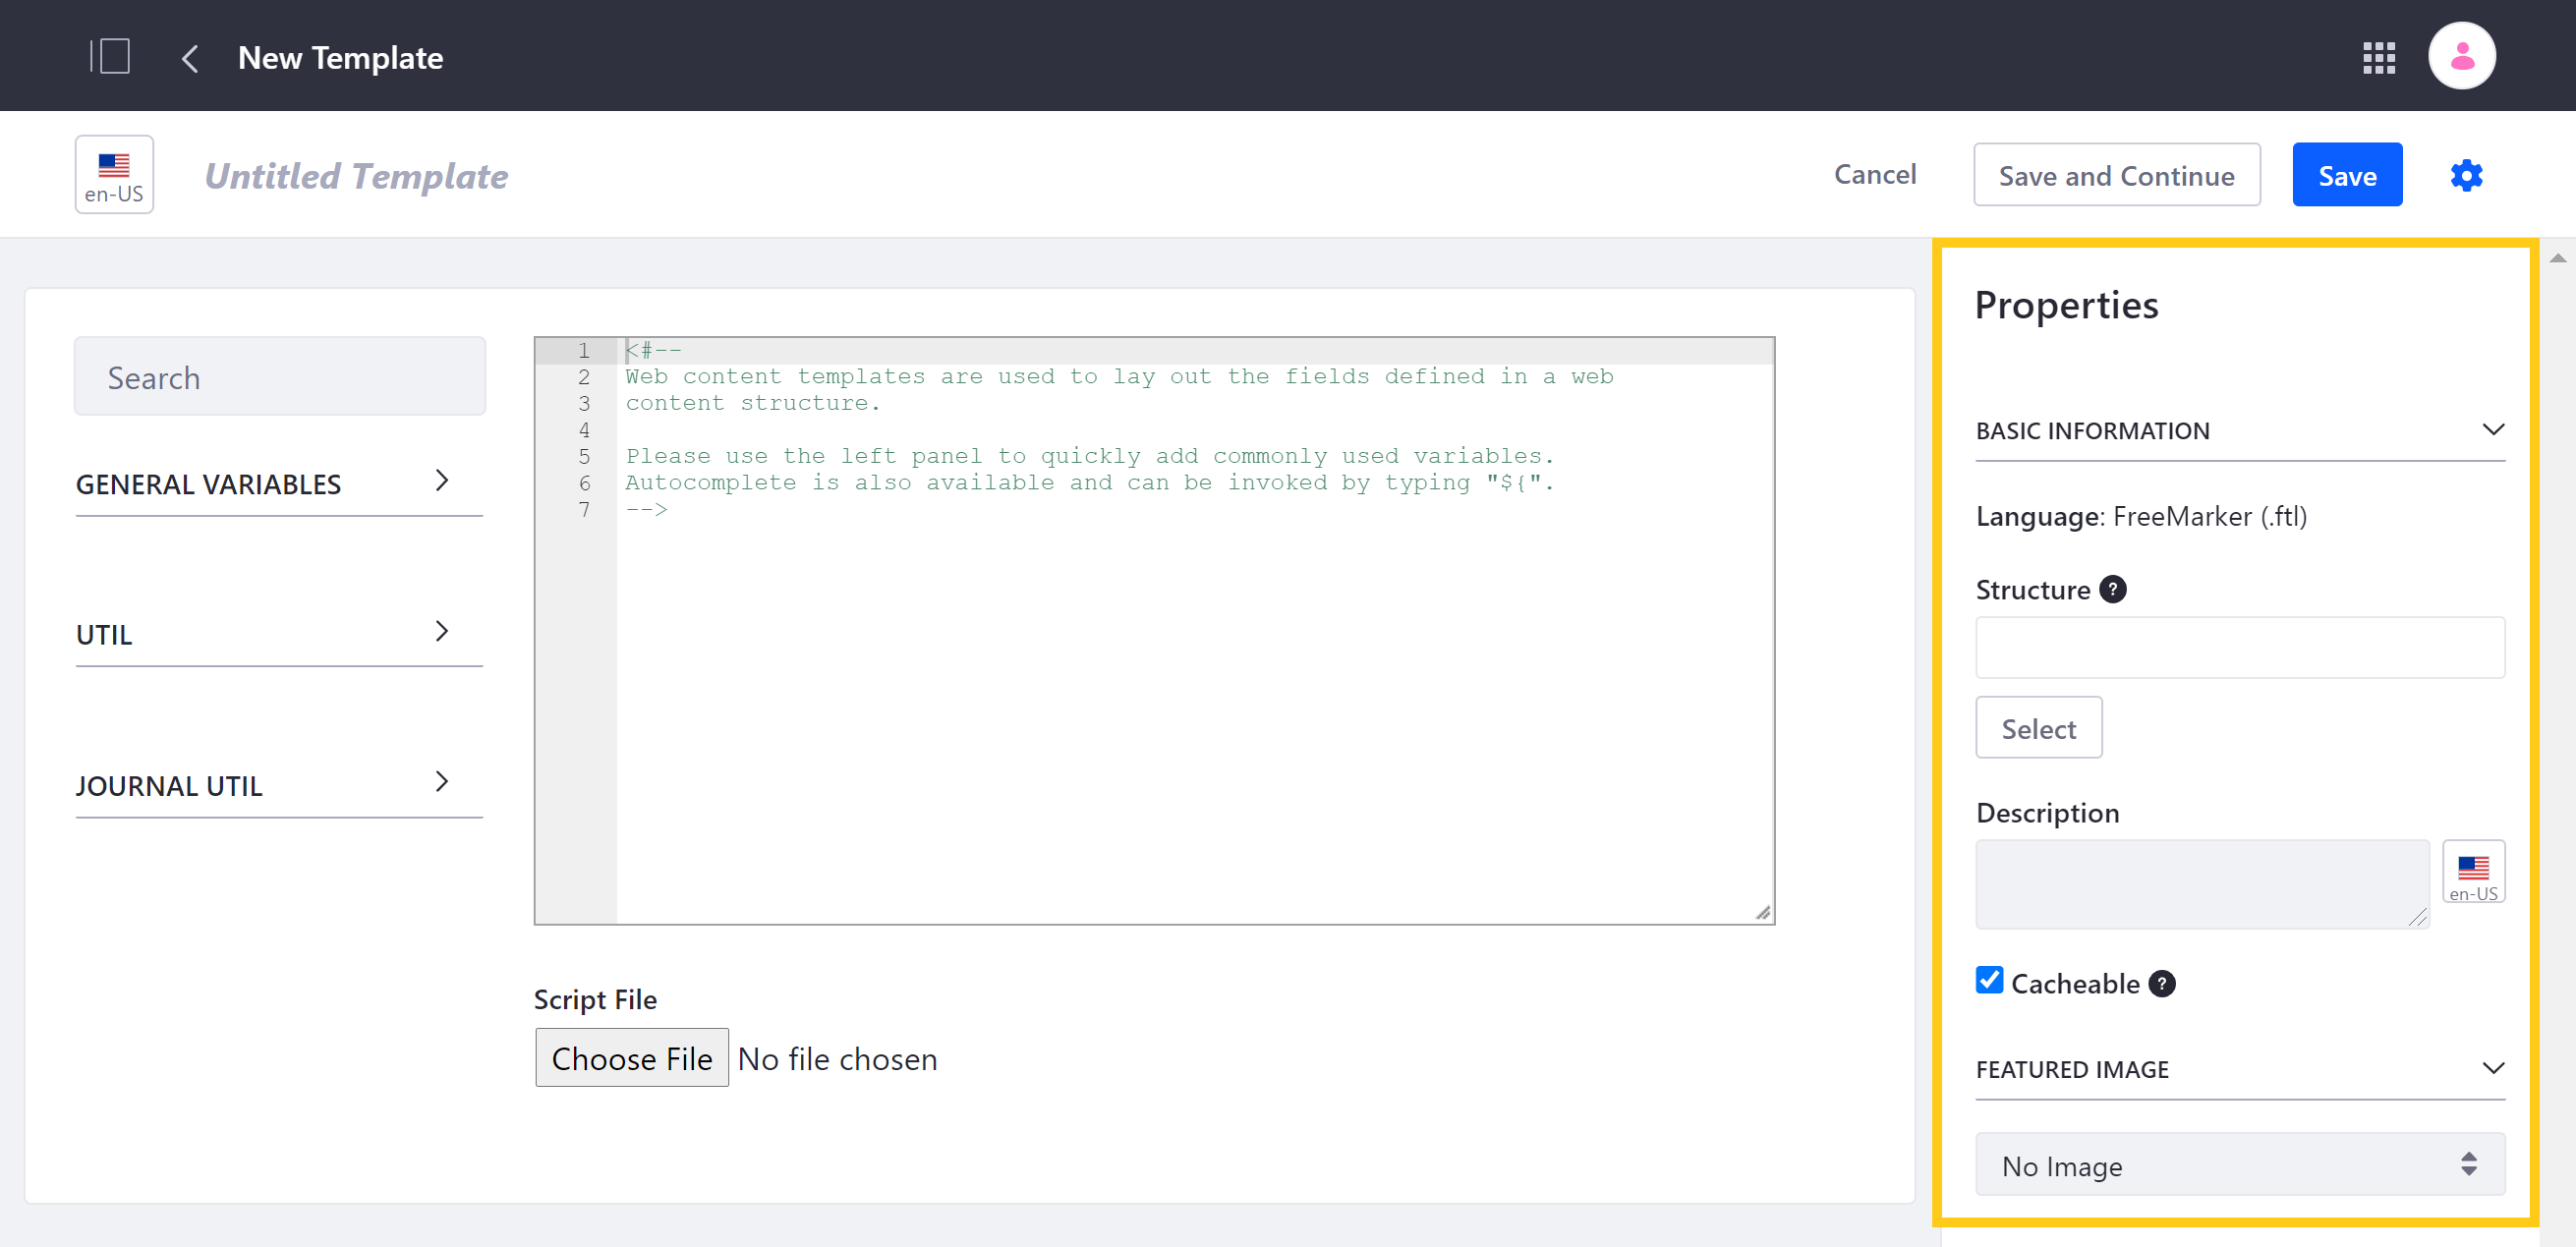 New Template
en-US
Untitled Template
Cancel
Save and Continue
Save
Search
GENERAL VARIABLES
UTIL
JOURNAL UTIL
1 <#--
2 Web content templates are used to lay out the fields defined in a web
3 content structure.
4
5 Please use the left panel to quickly add commonly used variables.
6 Autocomplete is also available and can be invoked by typing "${".
7 -->
Script File
Choose File No file chosen
Properties
BASIC INFORMATION
Language: FreeMarker (.ftl)
Structure ?
Select
Description
en-US
Cacheable ?
FEATURED IMAGE
No Image